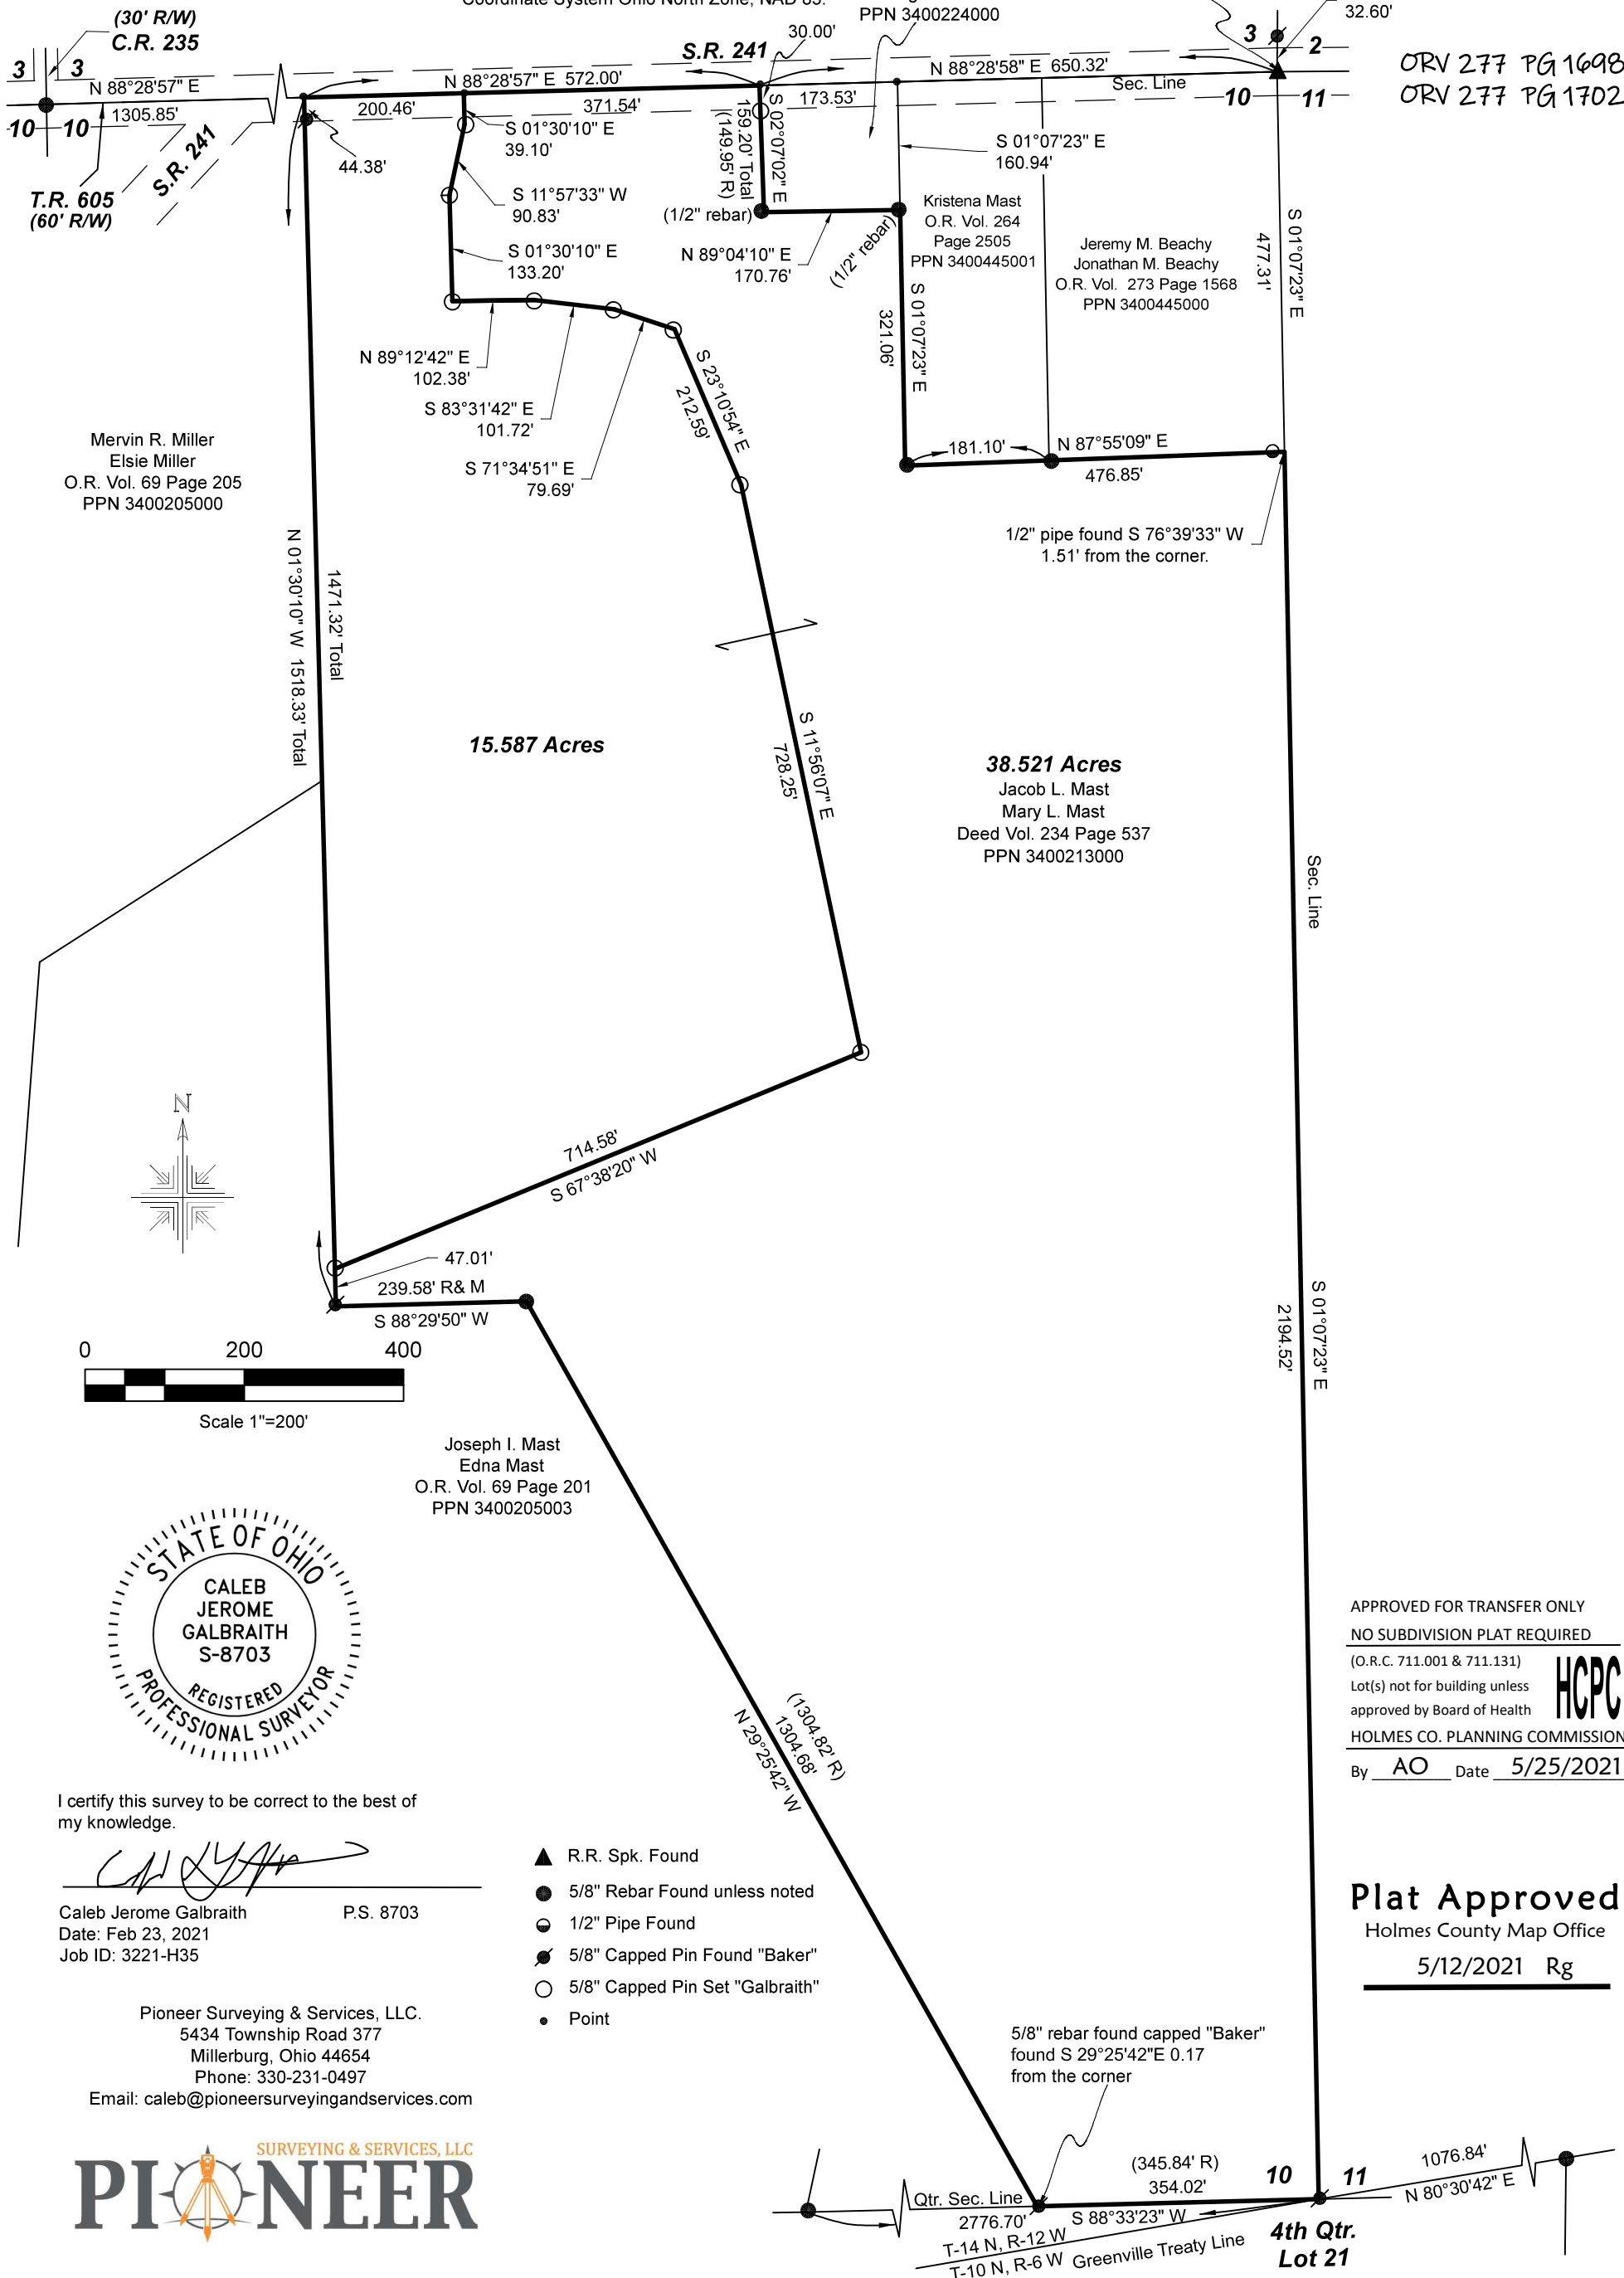 (30' R/W)
C.R. 235
Coordinate System Ohio North Zone, NAD 83.
PPN 3400224000
30.00'
32.60'
S.R. 241
3
2
3
3
N 88°28'57" E
1305.85'
10
10
N 88°28'57" E 572.00'
200.46'
371.54'
N 88°28'58" E 650.32'
173.53'
Sec. Line
10
11
ORV 277 PG 1698
ORV 277 PG 1702
T.R. 605
(60' R/W)
S.R. 241
44.38'
S 01°30'10" E
39.10'
S 11°57'33" W
90.83'
S 01°30'10" E
133.20'
S 02°07'02" E
159.20' Total
(149.95' R)
(1/2" rebar)
N 89°04'10" E
170.76'
(1/2" rebar)
S 01°07'23" E
160.94'
Kristena Mast
O.R. Vol. 264
Page 2505
PPN 3400445001
Jeremy M. Beachy
Jonathan M. Beachy
O.R. Vol. 273 Page 1568
PPN 3400445000
S 01°07'23" E
477.31'
S 01°07'23" E
321.06'
N 89°12'42" E
102.38'
S 83°31'42" E
101.72'
S 71°34'51" E
79.69'
S 23°10'54" E
212.59'
181.10'
N 87°55'09" E
476.85'
1/2" pipe found S 76°39'33" W
1.51' from the corner.
Mervin R. Miller
Elsie Miller
O.R. Vol. 69 Page 205
PPN 3400205000
1471.32' Total
N 01°30'10" W 1518.33' Total
15.587 Acres
S 11°56'07" E
728.25'
38.521 Acres
Jacob L. Mast
Mary L. Mast
Deed Vol. 234 Page 537
PPN 3400213000
Sec. Line
N
714.58'
S 67°38'20" W
47.01'
239.58' R& M
S 88°29'50" W
S 01°07'23" E
2194.52'
0 200 400
Scale 1"=200'
Joseph I. Mast
Edna Mast
O.R. Vol. 69 Page 201
PPN 3400205003
STATE OF OHIO
CALEB
JEROME
GALBRAITH
S-8703
REGISTERED
PROFESSIONAL SURVEYOR
(1304.82' R)
1304.68'
N 29°25'42" W
APPROVED FOR TRANSFER ONLY
NO SUBDIVISION PLAT REQUIRED
(O.R.C. 711.001 & 711.131)
Lot(s) not for building unless
approved by Board of Health
HCPC
HOLMES CO. PLANNING COMMISSION
By AO Date 5/25/2021
I certify this survey to be correct to the best of
my knowledge.
Caleb Jerome Galbraith P.S. 8703
Date: Feb 23, 2021
Job ID: 3221-H35
R.R. Spk. Found
5/8" Rebar Found unless noted
1/2" Pipe Found
5/8" Capped Pin Found "Baker"
5/8" Capped Pin Set "Galbraith"
Point
Plat Approved
Holmes County Map Office
5/12/2021 Rg
Pioneer Surveying & Services, LLC.
5434 Township Road 377
Millerburg, Ohio 44654
Phone: 330-231-0497
Email: caleb@pioneersurveyingandservices.com
SURVEYING & SERVICES, LLC
PIONEER
5/8" rebar found capped "Baker"
found S 29°25'42"E 0.17
from the corner
(345.84' R)
354.02'
10
11
1076.84'
N 80°30'42" E
Qtr. Sec. Line
2776.70'
S 88°33'23" W
T-14 N, R-12 W
T-10 N, R-6 W
Greenville Treaty Line
4th Qtr.
Lot 21